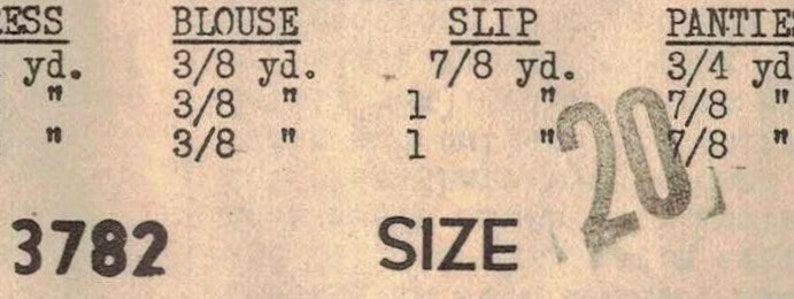 ESS BLOUSE SLIP PANTIES
yd. 3/8 yd. 7/8 yd. 3/4 yd
" 3/8 " 1 " 7/8 "
" 3/8 " 1 " 7/8 "
3782 SIZE 20